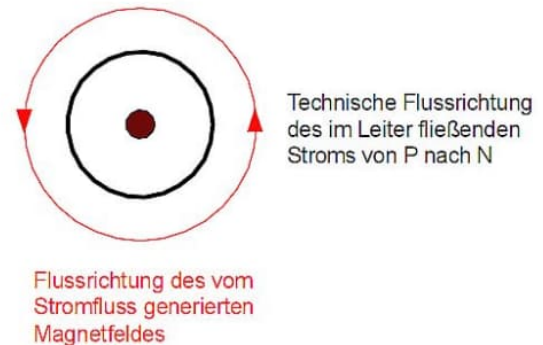 Technische Flussrichtung
des im Leiter fließenden
Stroms von P nach N
Flussrichtung des vom
Stromfluss generierten
Magnetfeldes